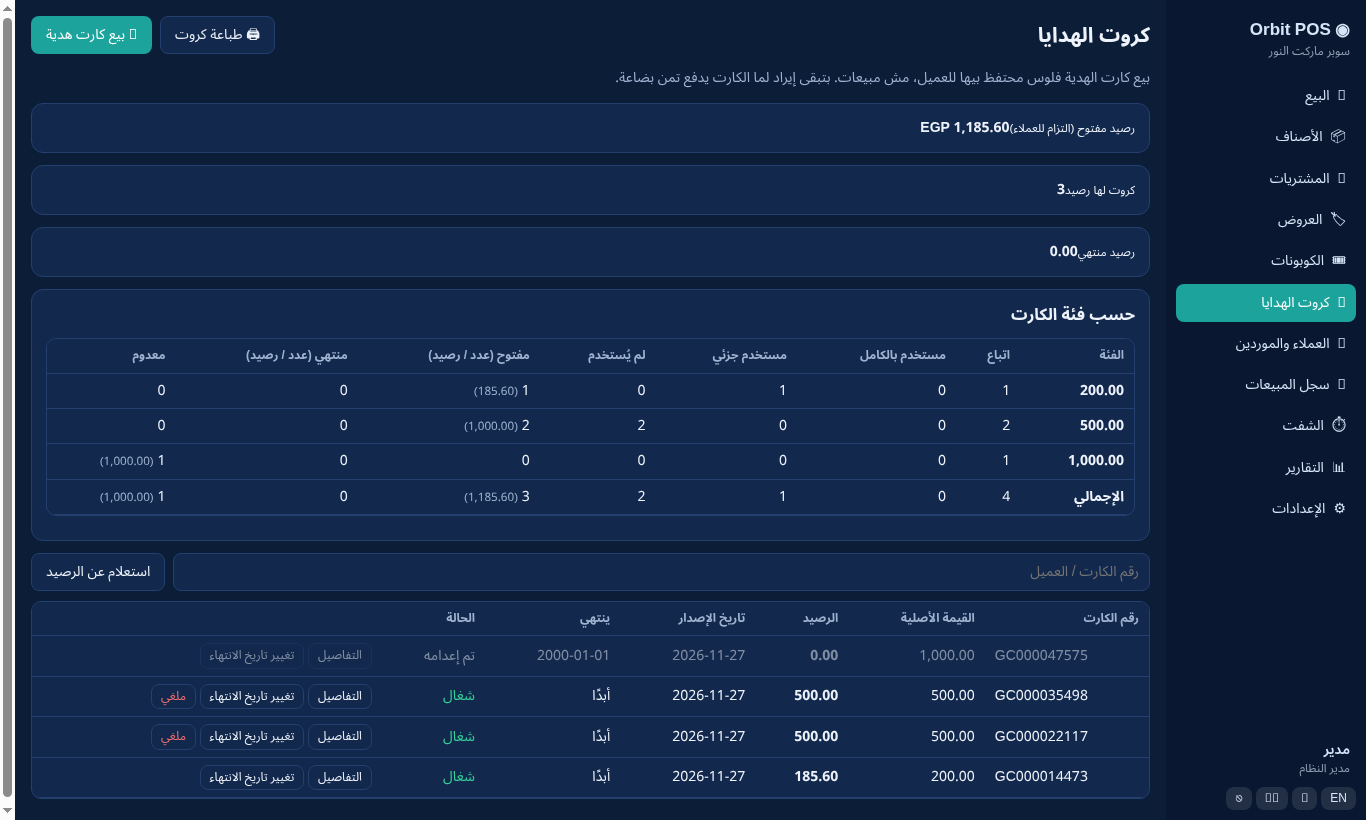 ◉ Orbit POS
سوبر ماركت النور
البيع
الأصناف
المشتريات
العروض
الكوبونات
كروت الهدايا
العملاء والموردين
سجل المبيعات
الشفت
التقارير
الإعدادات
مدير
مدير النظام
EN
كروت الهدايا
طباعة كروت
بيع كارت هدية
بيع كارت الهدية فلوس محتفظ بيها للعميل، مش مبيعات. بتبقى إيراد لما الكارت يدفع تمن بضاعة.
رصيد مفتوح (التزام للعملاء) EGP 1,185.60
كروت لها رصيد 3
رصيد منتهي 0.00
حسب فئة الكارت
الفئة اتباع مستخدم بالكامل مستخدم جزئي لم يُستخدم مفتوح (عدد / رصيد) منتهي (عدد / رصيد) معدوم
200.00 1 0 1 0 1 (185.60) 0 0
500.00 2 0 0 2 2 (1,000.00) 0 0
1,000.00 1 0 0 0 0 0 1 (1,000.00)
الإجمالي 4 0 1 2 3 (1,185.60) 0 1 (1,000.00)
رقم الكارت / العميل
استعلام عن الرصيد
رقم الكارت القيمة الأصلية الرصيد تاريخ الإصدار ينتهي الحالة
GC000047575 1,000.00 0.00 2026-11-27 2000-01-01 تم إعدامه التفاصيل تغيير تاريخ الانتهاء
GC000035498 500.00 500.00 2026-11-27 أبدًا شغال التفاصيل تغيير تاريخ الانتهاء ملغي
GC000022117 500.00 500.00 2026-11-27 أبدًا شغال التفاصيل تغيير تاريخ الانتهاء ملغي
GC000014473 200.00 185.60 2026-11-27 أبدًا شغال التفاصيل تغيير تاريخ الانتهاء